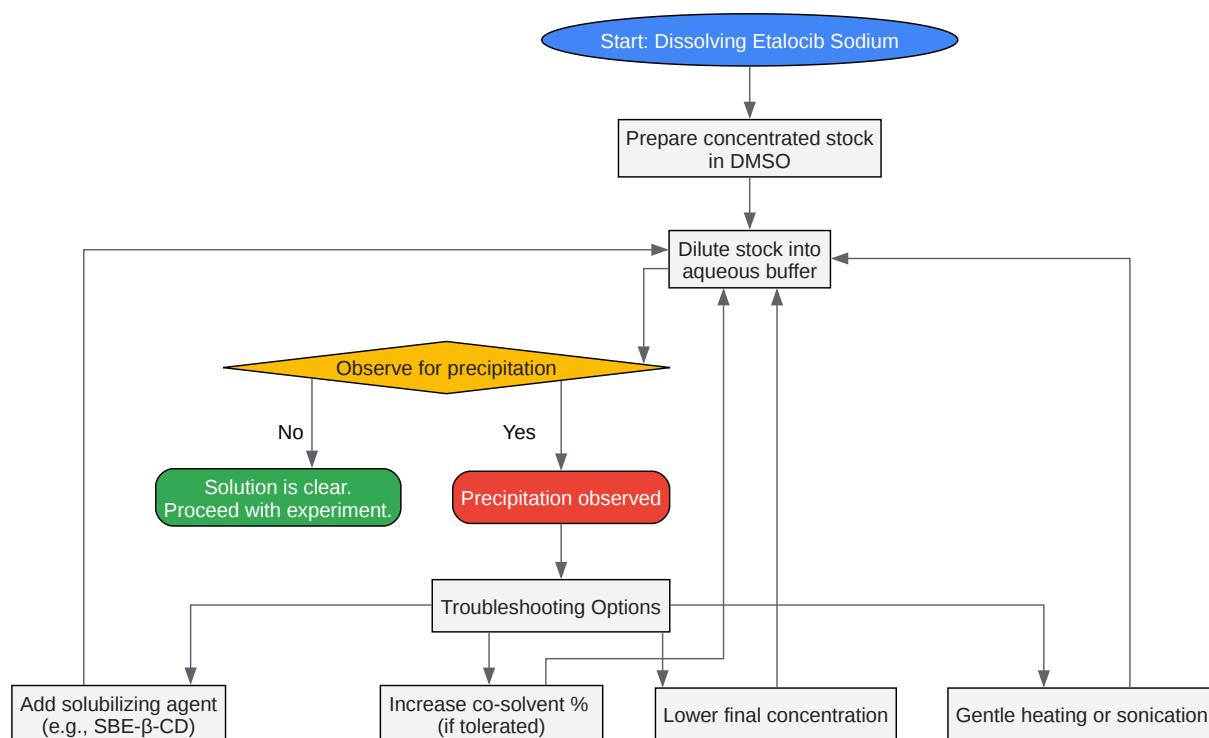 Start: Dissolving Etalocib Sodium
Prepare concentrated stock
in DMSO
Dilute stock into
aqueous buffer
Observe for precipitation
No
Yes
Solution is clear.
Proceed with experiment.
Precipitation observed
Troubleshooting Options
Add solubilizing agent
(e.g., SBE-β-CD)
Increase co-solvent %
(if tolerated)
Lower final concentration
Gentle heating or sonication